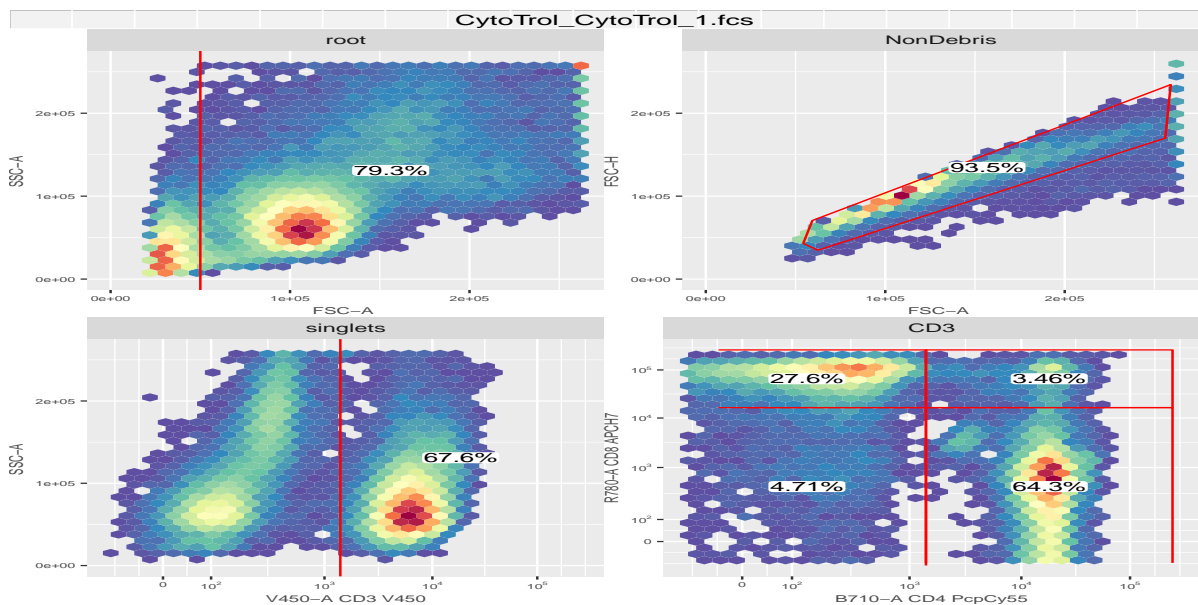 CytoTrol_CytoTrol_1.fcs
root
NonDebris
2e+05
1e+05
0e+00
SSC-A
79.3%
0e+00 1e+05 2e+05
FSC-A
2e+05
1e+05
0e+00
FSC-H
93.5%
0e+00 1e+05 2e+05
FSC-A
singlets
CD3
2e+05
1e+05
0e+00
SSC-A
67.6%
0 10² 10³ 10⁴ 10⁵
V450-A CD3 V450
10⁵
10⁴
10³
10²
0
R780-A CD8 APCH7
27.6% 3.46%
4.71% 64.3%
0 10² 10³ 10⁴ 10⁵
B710-A CD4 PcpCy55